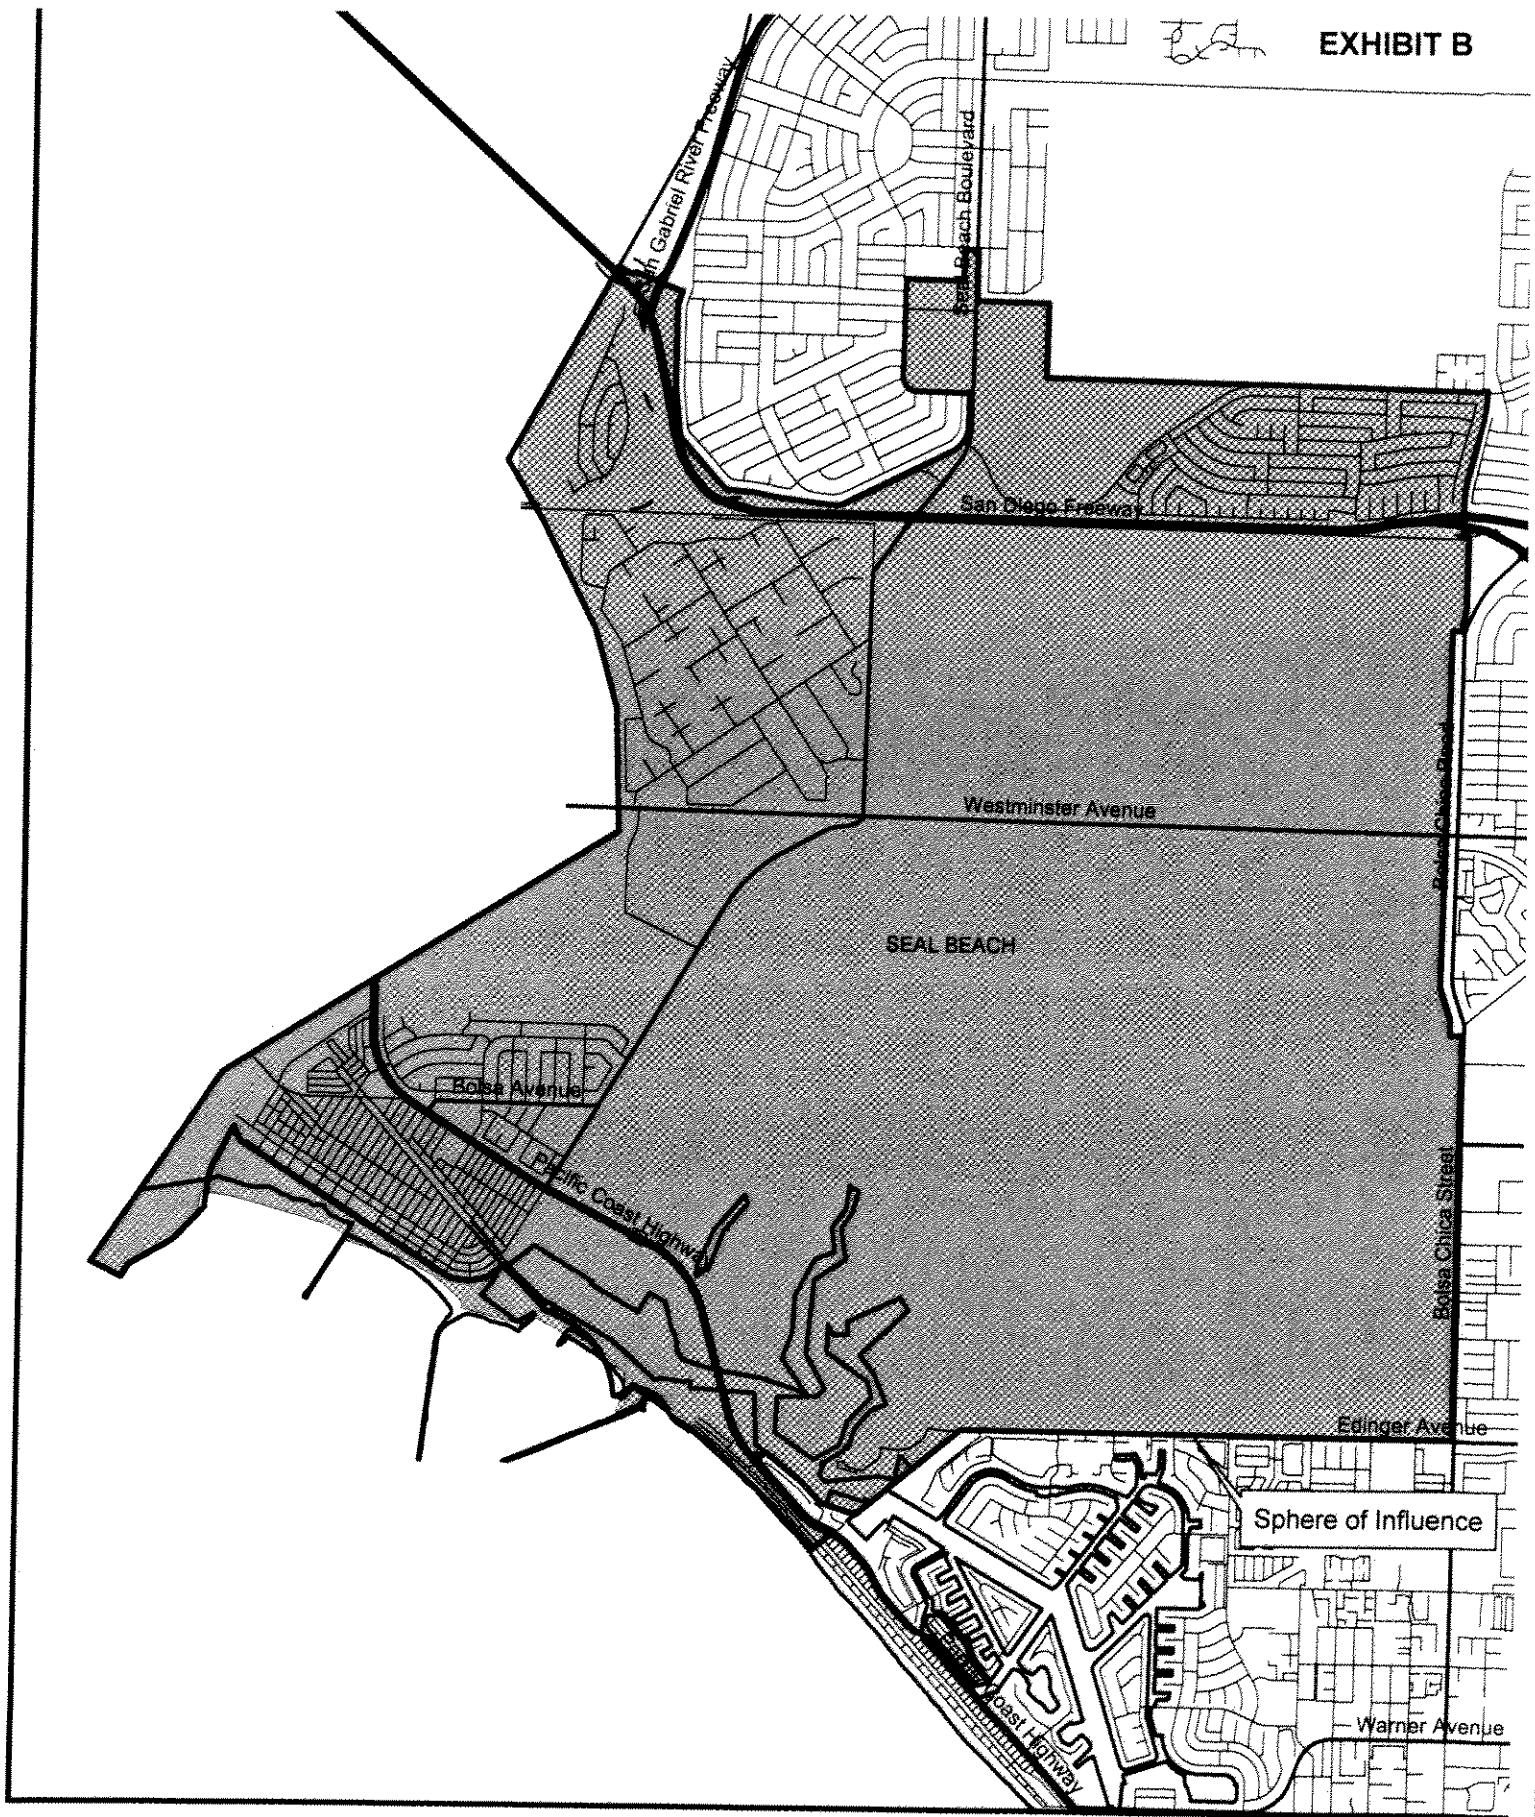 EXHIBIT B
San Gabriel River Freeway
Seal Beach Boulevard
San Diego Freeway
Westminster Avenue
Bolsa Chica Road
SEAL BEACH
Bolsa Avenue
Pacific Coast Highway
Bolsa Chica Street
Edinger Avenue
Sphere of Influence
Pacific Coast Highway
Warner Avenue